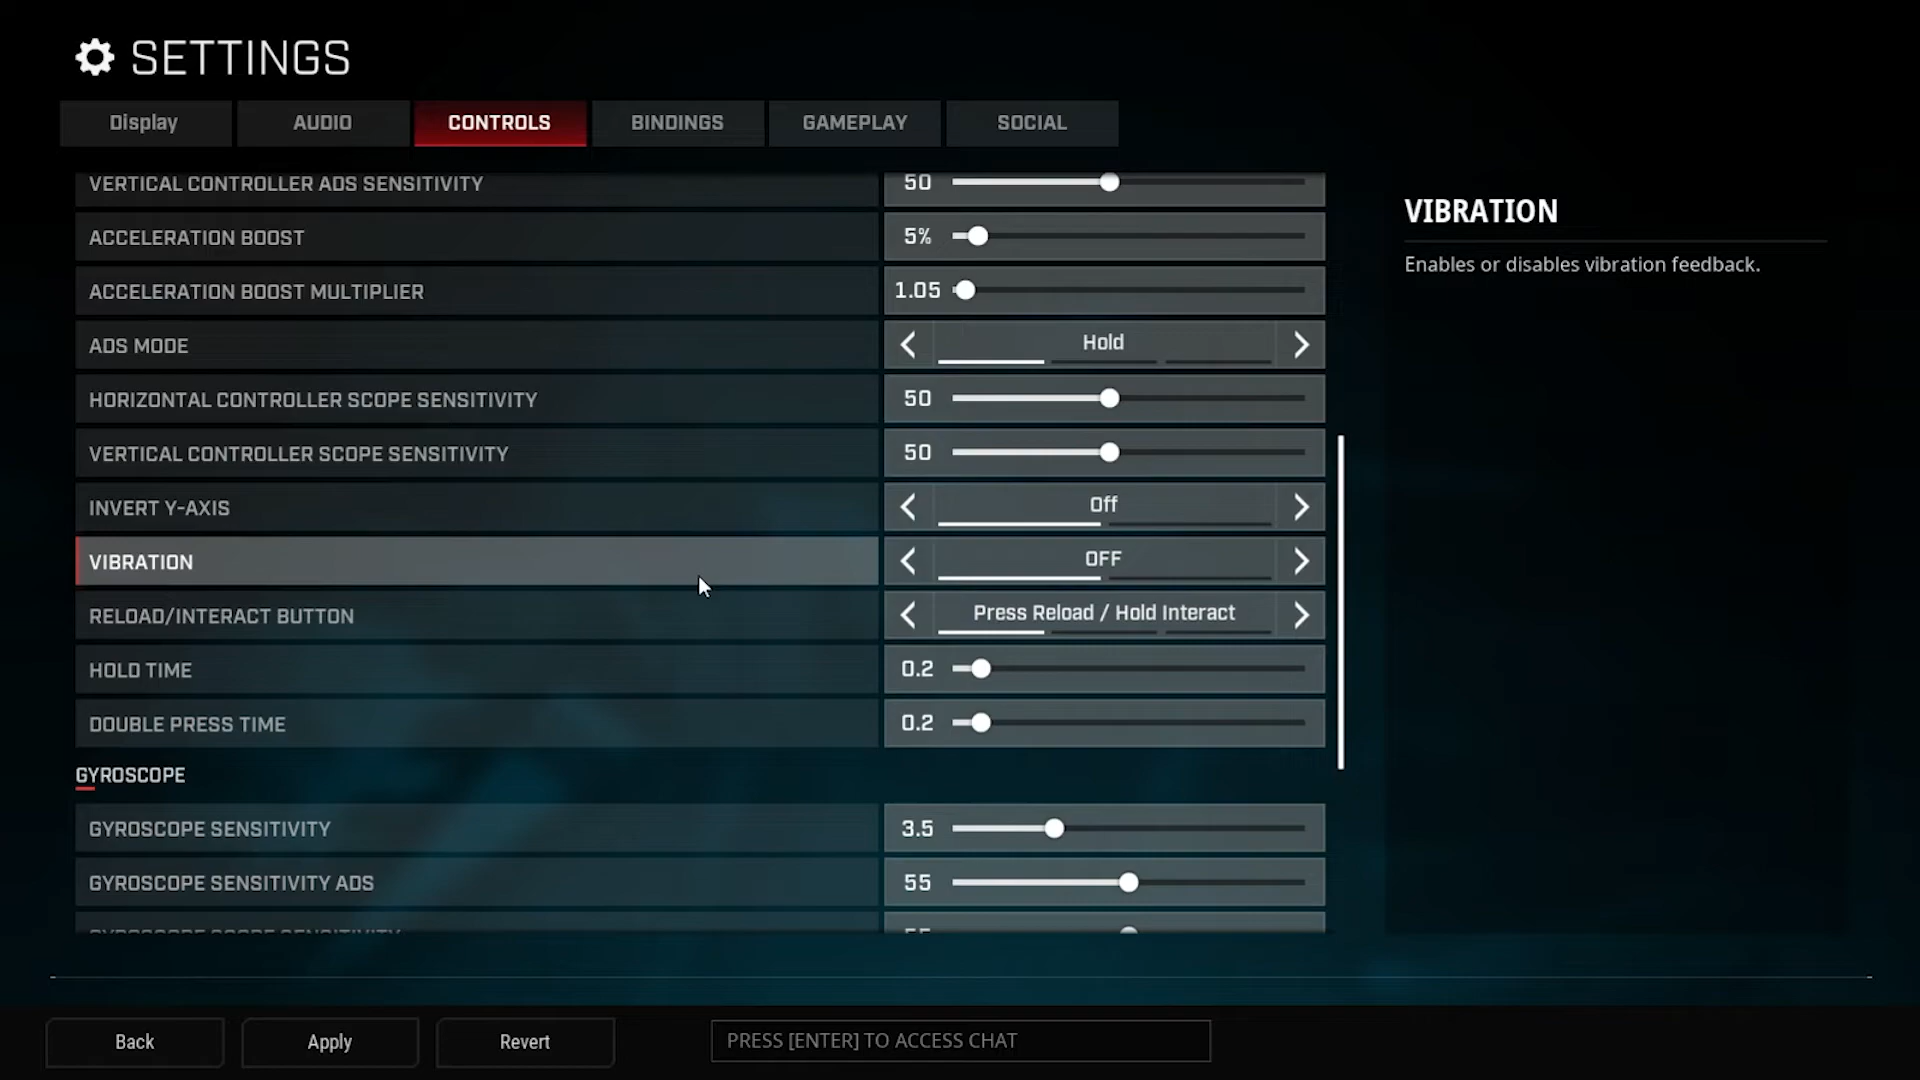 SETTINGS
Display
AUDIO
CONTROLS
BINDINGS
GAMEPLAY
SOCIAL
VERTICAL CONTROLLER ADS SENSITIVITY 50
ACCELERATION BOOST 5%
ACCELERATION BOOST MULTIPLIER 1.05
ADS MODE Hold
HORIZONTAL CONTROLLER SCOPE SENSITIVITY 50
VERTICAL CONTROLLER SCOPE SENSITIVITY 50
INVERT Y-AXIS Off
VIBRATION OFF
RELOAD/INTERACT BUTTON Press Reload / Hold Interact
HOLD TIME 0.2
DOUBLE PRESS TIME 0.2
GYROSCOPE
GYROSCOPE SENSITIVITY 3.5
GYROSCOPE SENSITIVITY ADS 55
GYROSCOPE SCOPE SENSITIVITY 55
VIBRATION
Enables or disables vibration feedback.
Back
Apply
Revert
PRESS [ENTER] TO ACCESS CHAT